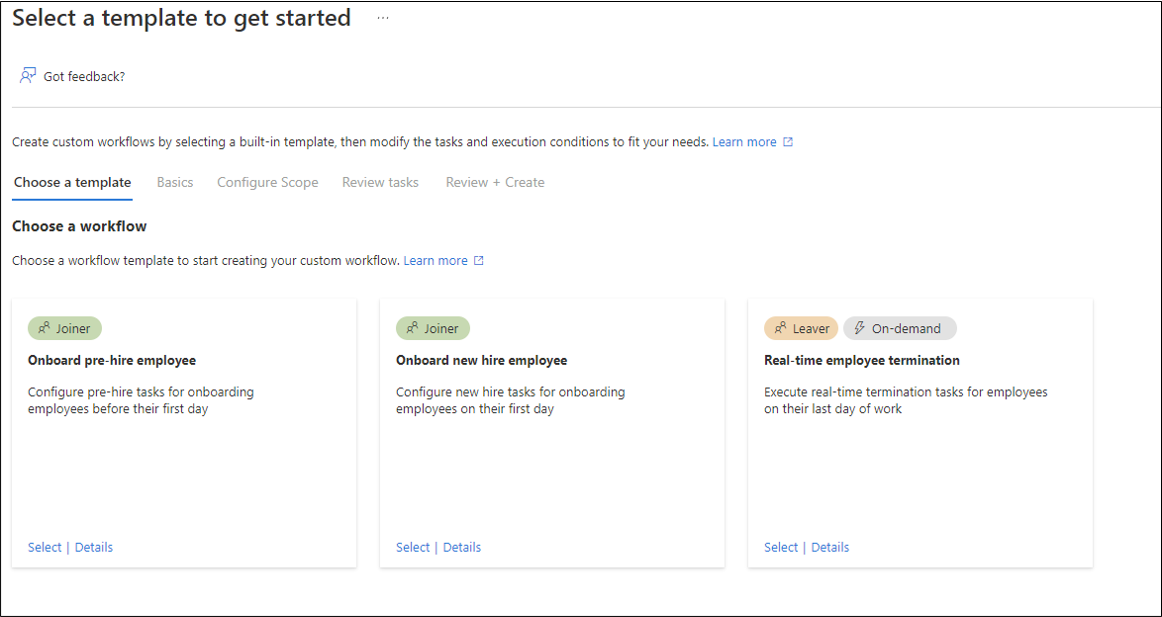 Select a template to get started ...
Got feedback?
Create custom workflows by selecting a built-in template, then modify the tasks and execution conditions to fit your needs. Learn more
Choose a template Basics Configure Scope Review tasks Review + Create
Choose a workflow
Choose a workflow template to start creating your custom workflow. Learn more
Joiner
Onboard pre-hire employee
Configure pre-hire tasks for onboarding
employees before their first day
Select | Details
Joiner
Onboard new hire employee
Configure new hire tasks for onboarding
employees on their first day
Select | Details
Leaver On-demand
Real-time employee termination
Execute real-time termination tasks for employees
on their last day of work
Select | Details